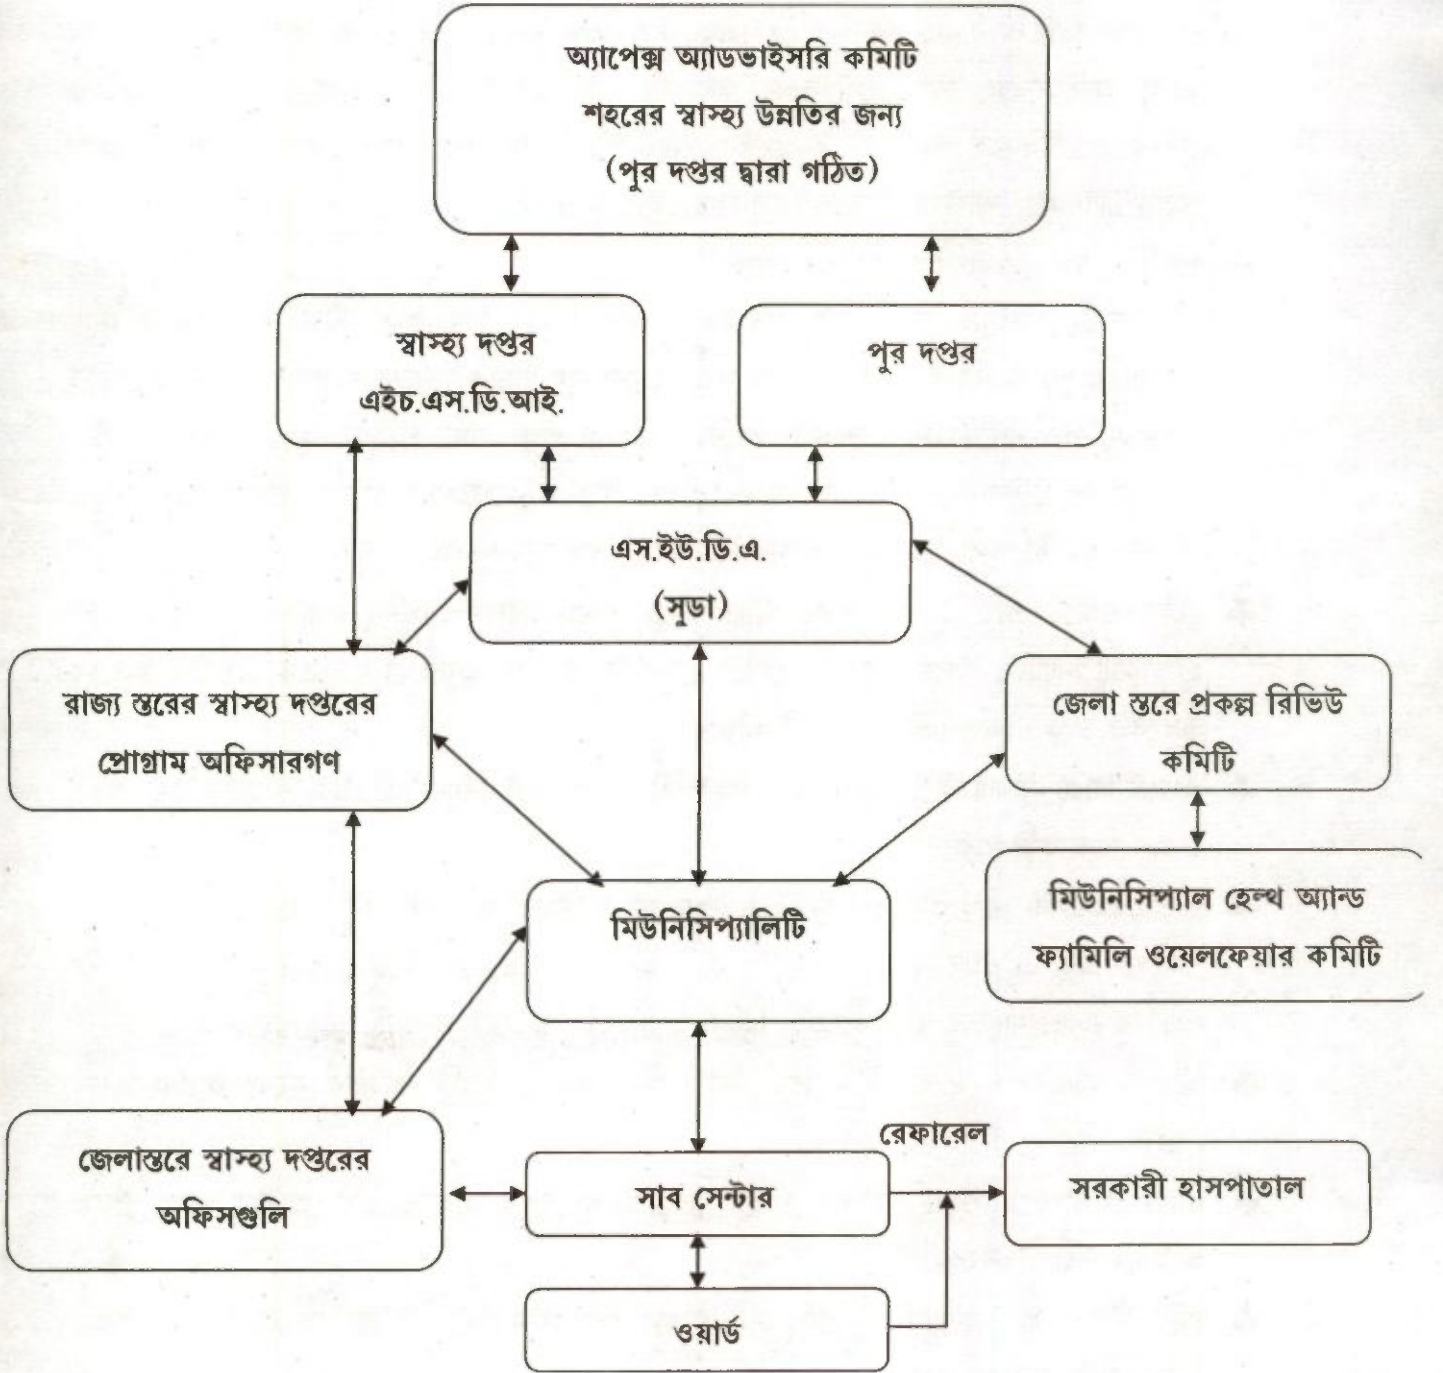 অ্যাপেক্স অ্যাডভাইসরি কমিটি
শহরের স্বাস্হ্য উন্নতির জন্য
(পুর দপ্তর দ্বারা গঠিত)
স্বাস্হ্য দপ্তর
এইচ.এস.ডি.আই.
পুর দপ্তর
এস.ইউ.ডি.এ.
(সুডা)
রাজ্য স্তরের স্বাস্হ্য দপ্তরের
প্রোগ্রাম অফিসারগণ
জেলা স্তরে প্রকল্প রিভিউ
কমিটি
মিউনিসিপ্যালিটি
মিউনিসিপ্যাল হেল্থ অ্যান্ড
ফ্যামিলি ওয়েলফেয়ার কমিটি
জেলাস্তরে স্বাস্হ্য দপ্তরের
অফিসগুলি
সাব সেন্টার
রেফারেল
সরকারী হাসপাতাল
ওয়ার্ড